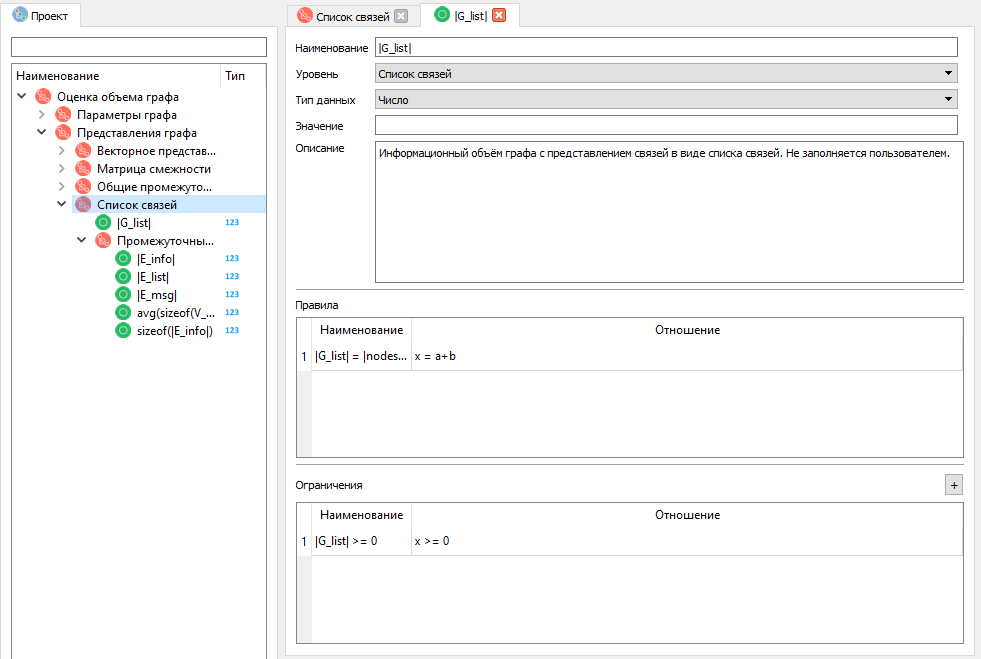 Проект
Наименование Тип
Оценка объема графа
Параметры графа
Представления графа
Векторное представ...
Матрица смежности
Общие промежуто...
Список связей
|G_list| 123
Промежуточны...
|E_info| 123
|E_list| 123
|E_msg| 123
avg(sizeof(V_... 123
sizeof(|E_info|) 123
Список связей |G_list|
Наименование |G_list|
Уровень Список связей
Тип данных Число
Значение
Описание Информационный объём графа с представлением связей в виде списка связей. Не заполняется пользователем.
Правила
Наименование Отношение
1 |G_list| = |nodes... x = a+b
Ограничения +
Наименование Отношение
1 |G_list| >= 0 x >= 0